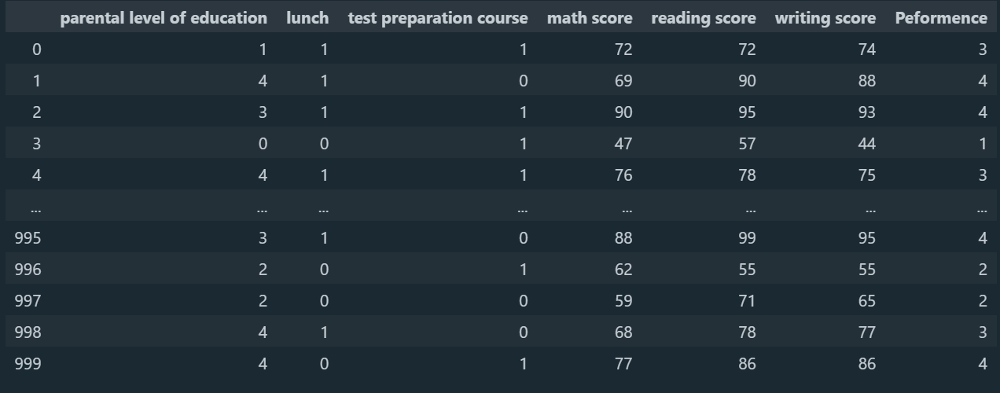 parental level of education lunch test preparation course math score reading score writing score Peformence
0 1 1 1 72 72 74 3
1 4 1 0 69 90 88 4
2 3 1 1 90 95 93 4
3 0 0 1 47 57 44 1
4 4 1 1 76 78 75 3
... ... ... ... ... ... ... ...
995 3 1 0 88 99 95 4
996 2 0 1 62 55 55 2
997 2 0 0 59 71 65 2
998 4 1 0 68 78 77 3
999 4 0 1 77 86 86 4